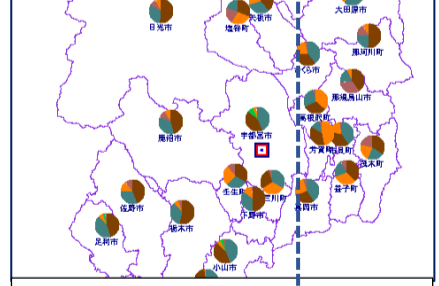 大田原市
矢板市
日光市
塩谷町
那珂川町
くら市
那須烏山市
高根沢町
宇都宮市
鹿沼市
芳賀町
市貝町
茂木町
益子町
壬生町
三川町
真岡市
下野市
佐野市
栃木市
足利市
小山市